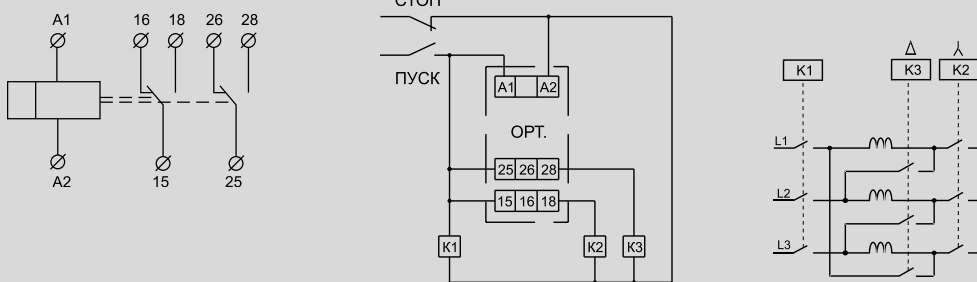 A1
16 18 26 28
A2
15
25
СТОП
ПУСК
A1 A2
ОРТ.
25 26 28
15 16 18
K1
K2
K3
Δ
K1
K3
K2
L1
L2
L3